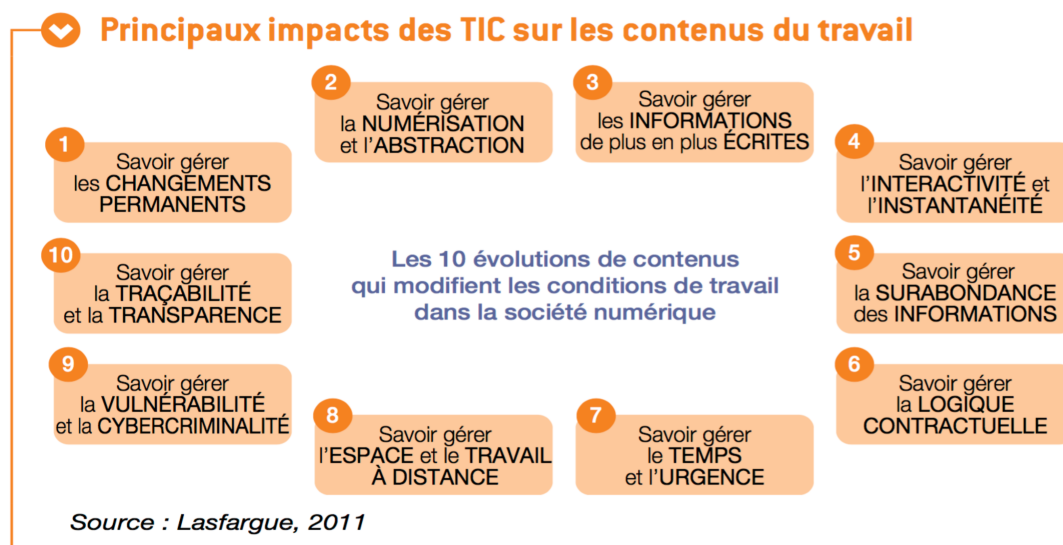 Principaux impacts des TIC sur les contenus du travail
1
Savoir gérer
les CHANGEMENTS
PERMANENTS
2
Savoir gérer
la NUMÉRISATION
et l'ABSTRACTION
3
Savoir gérer
les INFORMATIONS
de plus en plus ÉCRITES
4
Savoir gérer
l'INTERACTIVITÉ et
l'INSTANTANÉITÉ
5
Savoir gérer
la SURABONDANCE
des INFORMATIONS
6
Savoir gérer
la LOGIQUE
CONTRACTUELLE
7
Savoir gérer
le TEMPS
et l'URGENCE
8
Savoir gérer
l'ESPACE et le TRAVAIL
À DISTANCE
9
Savoir gérer
la VULNÉRABILITÉ
et la CYBERCRIMINALITÉ
10
Savoir gérer
la TRAÇABILITÉ
et la TRANSPARENCE
Les 10 évolutions de contenus
qui modifient les conditions de travail
dans la société numérique
Source : Lasfargue, 2011